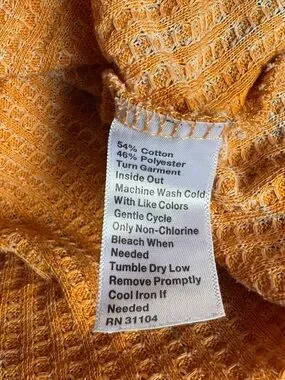 54% Cotton
46% Polyester
Turn Garment
Inside Out
Machine Wash Cold
With Like Colors
Gentle Cycle
Only Non-Chlorine
Bleach When
Needed
Tumble Dry Low
Remove Promptly
Cool Iron If
Needed
RN 31104